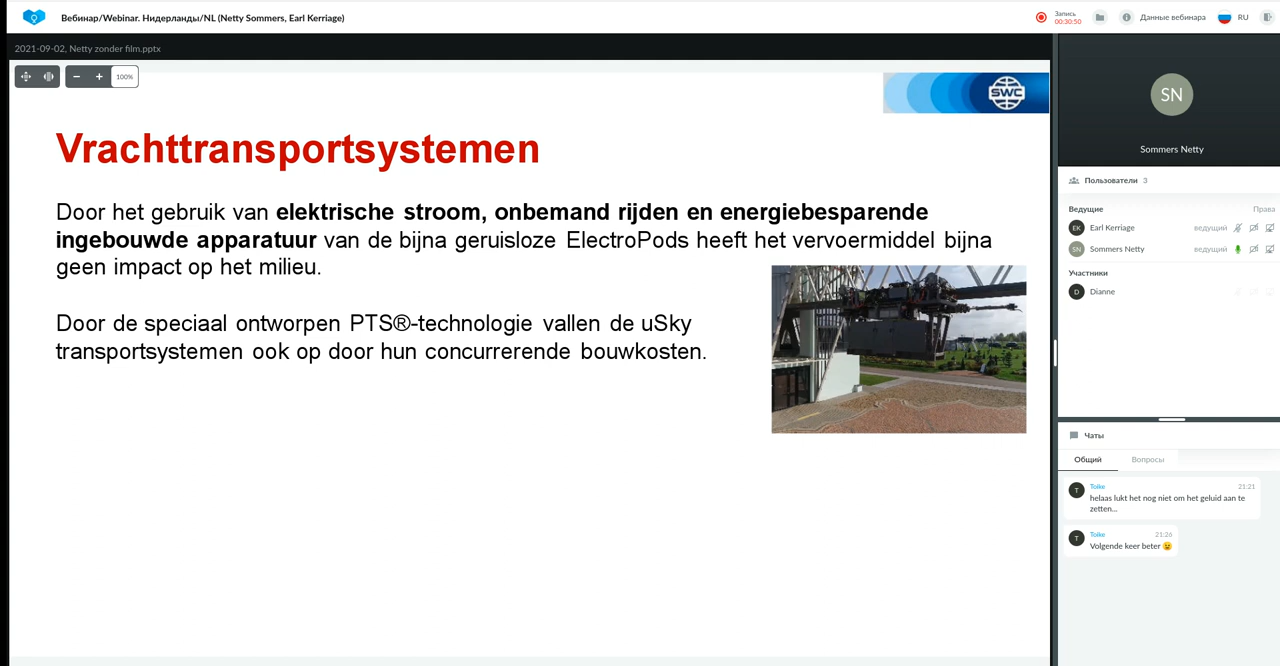 Вебинар/Webinar. Нидерланды/NL (Netty Sommers, Earl Kerriage)
Запись
00:30:50
Данные вебинара
RU
2021-09-02, Netty zonder film.pptx
100%
SWC
Vrachttransportsystemen
Door het gebruik van elektrische stroom, onbemand rijden en energiebesparende
ingebouwde apparatuur van de bijna geruisloze ElectroPods heeft het vervoermiddel bijna
geen impact op het milieu.
Door de speciaal ontworpen PTS®-technologie vallen de uSky
transportsystemen ook op door hun concurrerende bouwkosten.
SN
Sommers Netty
Пользователи 3
Ведущие Права
EK Earl Kerriage ведущий
SN Sommers Netty ведущий
Участники
D Dianne
Чаты
Общий Вопросы
T Toike 21:21
helaas lukt het nog niet om het geluid aan te
zetten...
T Toike 21:26
Volgende keer beter 😉